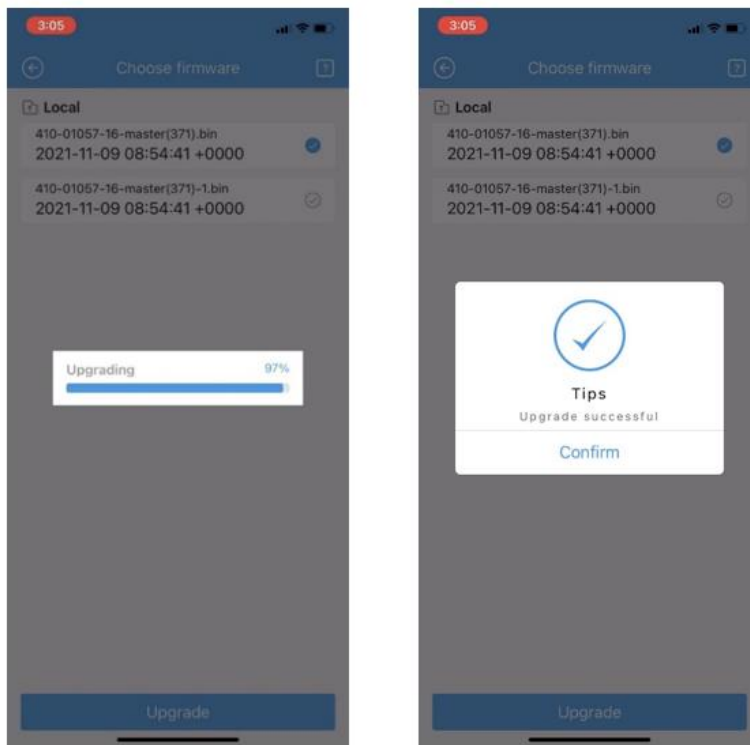 3:05
Choose firmware
?
Local
410-01057-16-master(371).bin
2021-11-09 08:54:41 +0000
410-01057-16-master(371)-1.bin
2021-11-09 08:54:41 +0000
Upgrading 97%
Upgrade
3:05
Choose firmware
?
Local
410-01057-16-master(371).bin
2021-11-09 08:54:41 +0000
410-01057-16-master(371)-1.bin
2021-11-09 08:54:41 +0000
Tips
Upgrade successful
Confirm
Upgrade